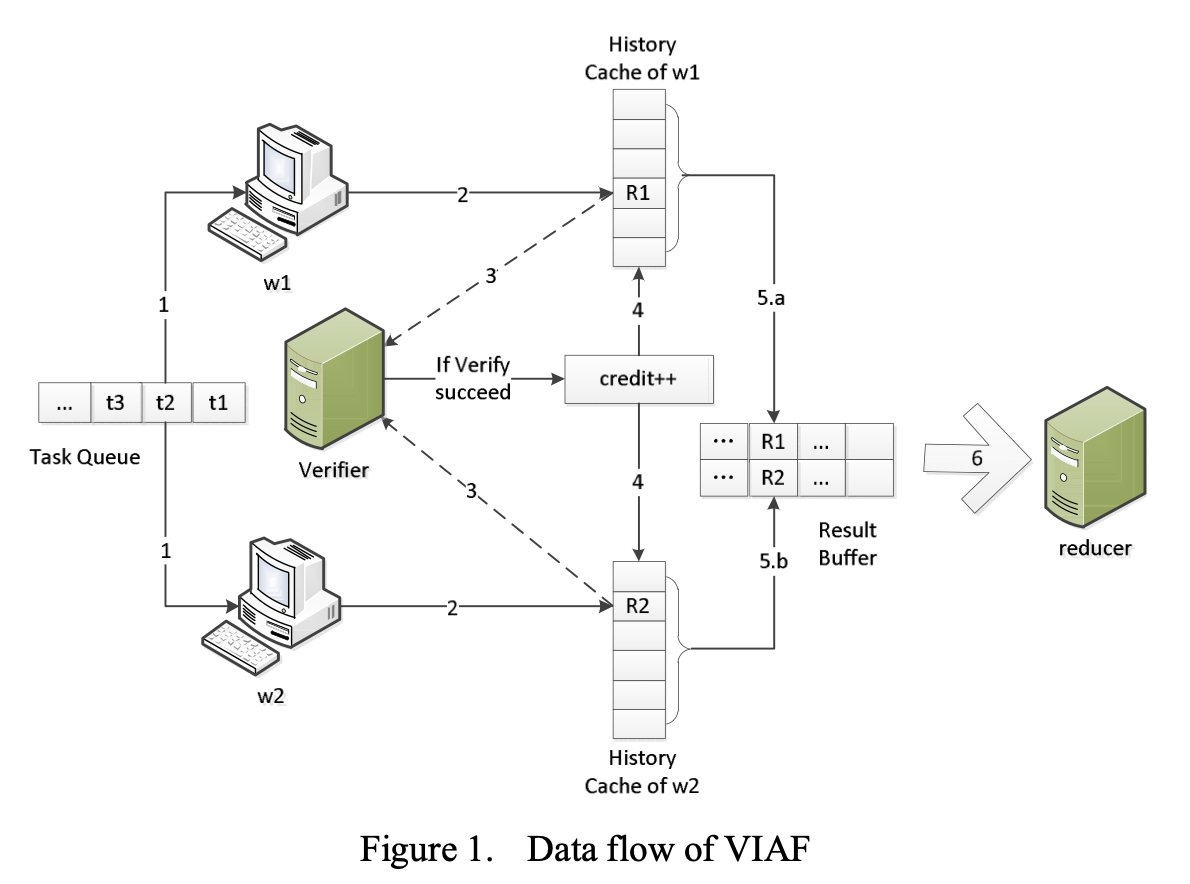 History
Cache of w1
2
R1
w1
1
3
5.a
4
If Verify
succeed
credit++
... t3 t2 t1
Task Queue
Verifier
... R1 ...
... R2 ...
6
3
4
Result
Buffer
reducer
1
5.b
2
R2
w2
History
Cache of w2
Figure 1. Data flow of VIAF